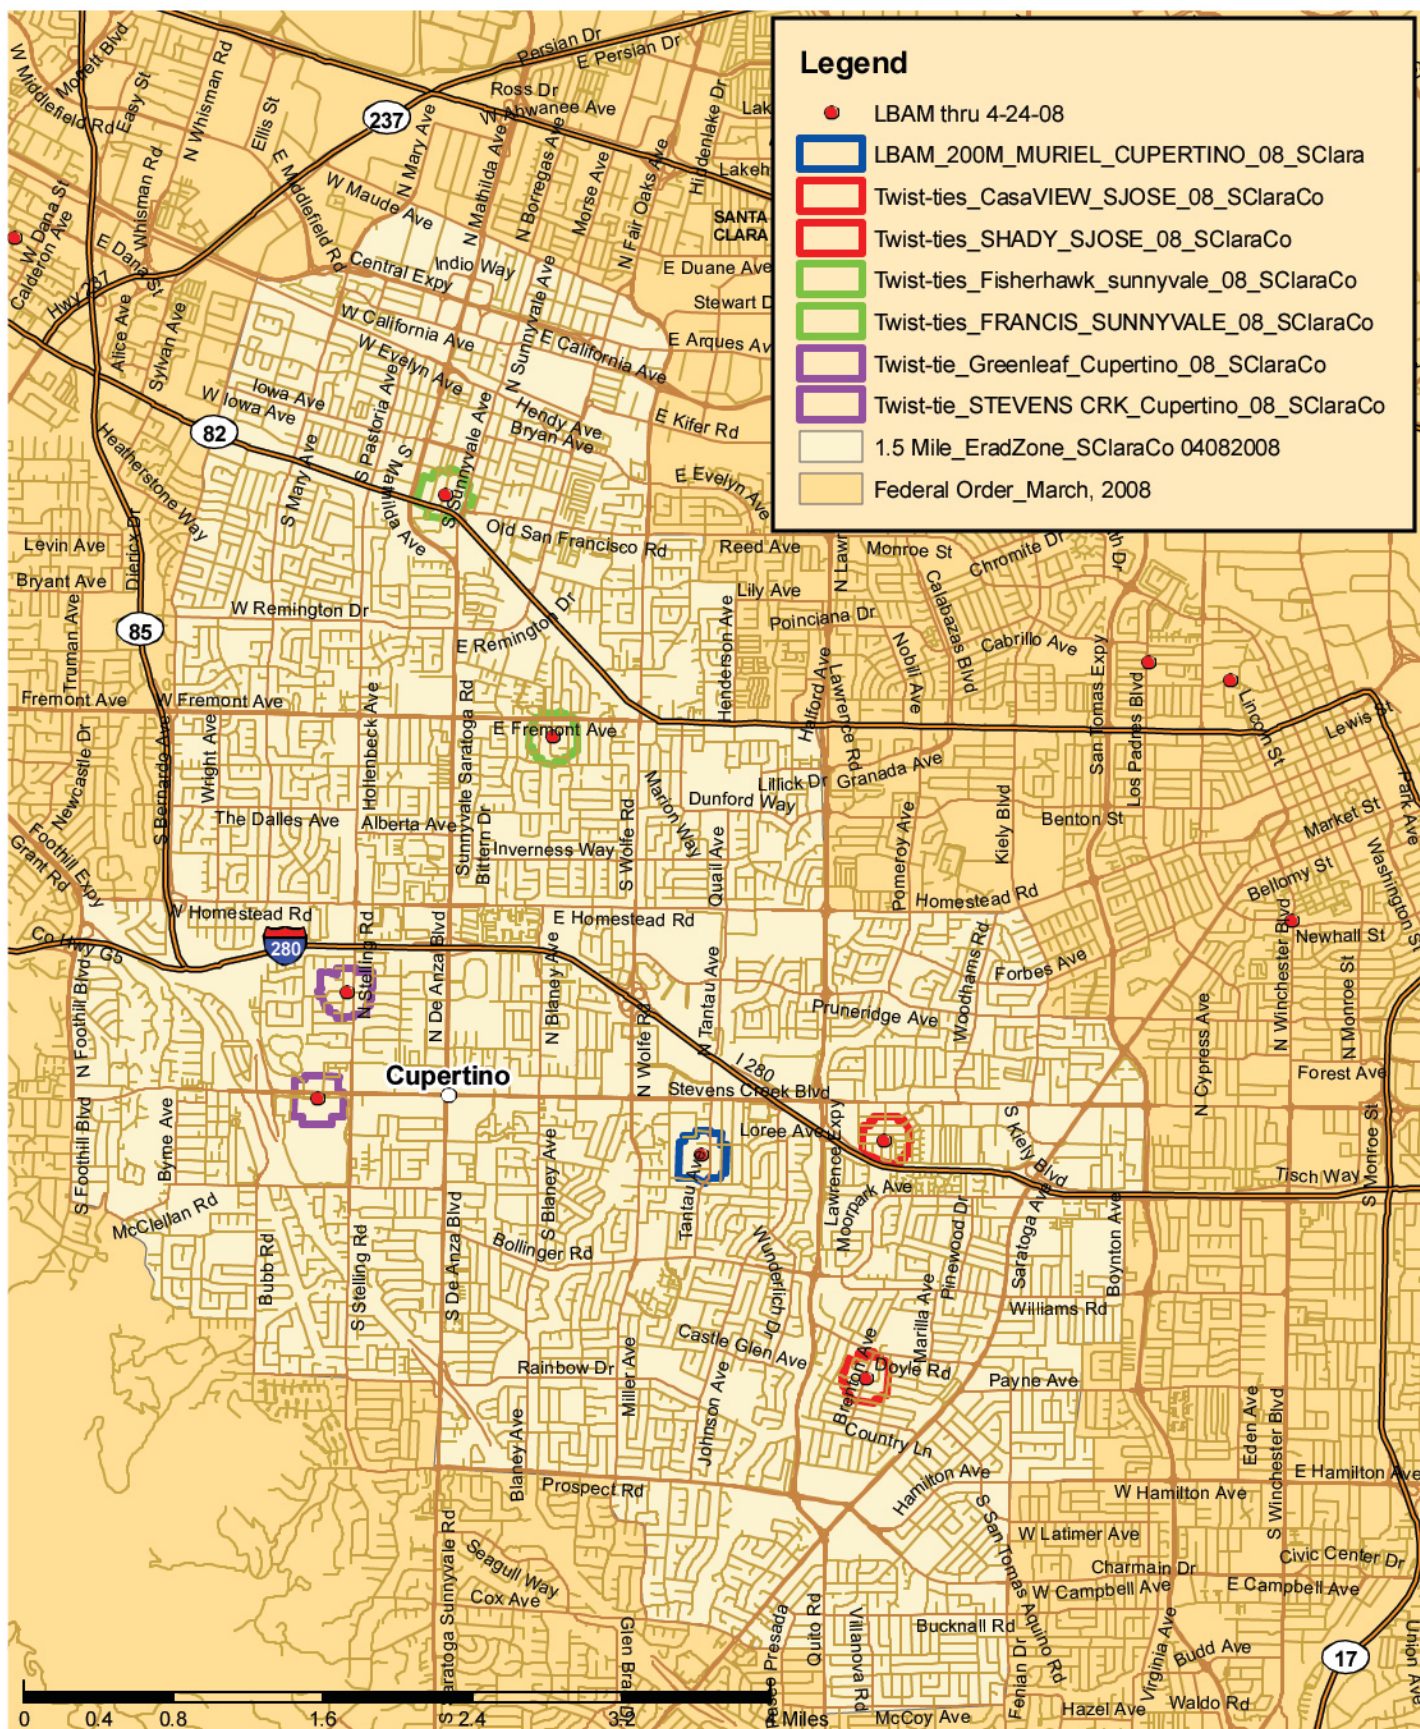 Legend
LBAM thru 4-24-08
LBAM_200M_MURIEL_CUPERTINO_08_SClara
Twist-ties_CasaVIEW_SJOSE_08_SClaraCo
Twist-ties_SHADY_SJOSE_08_SClaraCo
Twist-ties_Fisherhawk_sunnyvale_08_SClaraCo
Twist-ties_FRANCIS_SUNNYVALE_08_SClaraCo
Twist-tie_Greenleaf_Cupertino_08_SClaraCo
Twist-tie_STEVENS CRK_Cupertino_08_SClaraCo
1.5 Mile_EradZone_SClaraCo 04082008
Federal Order_March, 2008
W Middlefield Rd
Moffett Blvd
Easy St
N Whisman Rd
Ellis St
237
Persian Dr
E Persian Dr
Ross Dr
W Ahwanee Ave
Hiddenlake Dr
Lak
Lakeh
N Mary Ave
N Mathilda Ave
N Borregas Ave
Morse Ave
N Fair Oaks Ave
W Maude Ave
E Middlefield Rd
Whisman Rd
W Dana St
Calderon Ave
E Dana St
Hwy 237
SANTA
CLARA
E Duane Ave
Stewart D
E Arques Av
Central Expy
Indio Way
N Sunnyvale Ave
W California Ave
E California Ave
W Evelyn Ave
Alice Ave
Sylvan Ave
Iowa Ave
W Iowa Ave
82
S Pastoria Ave
Hendy Ave
Bryan Ave
E Kifer Rd
E Evelyn Ave
Heatherstone Way
S Mary Ave
S Mathilda Ave
S Sunnyvale Ave
Old San Francisco Rd
Reed Ave
N Lawr
Monroe St
Chromite Dr
th Dr
Levin Ave
Bryant Ave
Dierick Dr
Truman Ave
85
W Remington Dr
E Remington Dr
Lily Ave
Poinciana Dr
Calabazas Blvd
Cabrillo Ave
Nobili Ave
Henderson Ave
Halford Ave
Lawrence Rd
San Tomas Expy
Los Padres Blvd
Lincoln St
Lewis St
Fremont Ave
W Fremont Ave
E Fremont Ave
Newcastle Dr
S Bernardo Ave
Wright Ave
Hollenbeck Ave
Sunnyvale Saratoga Rd
Bittern Dr
The Dalles Ave
Alberta Ave
Inverness Way
S Wolfe Rd
Marion Way
Dunford Way
Lillick Dr
Granada Ave
Quail Ave
Pomeroy Ave
Kiely Blvd
Benton St
Market St
Park Ave
Washington St
Bellomy St
Foothill Expy
Grant Rd
W Homestead Rd
E Homestead Rd
Homestead Rd
Newhall St
Co Hwy G5
280
N Stelling Rd
N De Anza Blvd
N Blaney Ave
N Tantau Ave
N Wolfe Rd
Pruneridge Ave
Woodhams Rd
Forbes Ave
N Cypress Ave
N Winchester Blvd
N Monroe St
Forest Ave
N Foothill Blvd
Cupertino
I 280
Stevens Creek Blvd
Loree Ave
Lawrence Expy
S Kiely Blvd
Tisch Way
S Monroe St
S Foothill Blvd
Byrne Ave
McClellan Rd
Bubb Rd
S Stelling Rd
S De Anza Blvd
S Blaney Ave
Bollinger Rd
Tantau Ave
Wunderlich Dr
Moorpark Ave
Pinewood Dr
Saratoga Ave
Boynton Ave
Williams Rd
Marilla Ave
Castle Glen Ave
Rainbow Dr
Miller Ave
Johnson Ave
Brenton Ave
Doyle Rd
Payne Ave
Country Ln
Blaney Ave
Prospect Rd
Hamilton Ave
Eden Ave
S Winchester Blvd
E Hamilton Ave
W Hamilton Ave
S San Tomas Aquino Rd
W Latimer Ave
Charmain Dr
Civic Center Dr
W Campbell Ave
E Campbell Ave
Seagull Way
Cox Ave
Saratoga Sunnyvale Rd
Glen Bra
Quito Rd
Villanova Rd
Bucknall Rd
Fenian Dr
Virginia Ave
Budd Ave
Hazel Ave
Waldo Rd
McCoy Ave
17
Union Ave
0 0.4 0.8 1.6 2.4 3.2 4 Miles